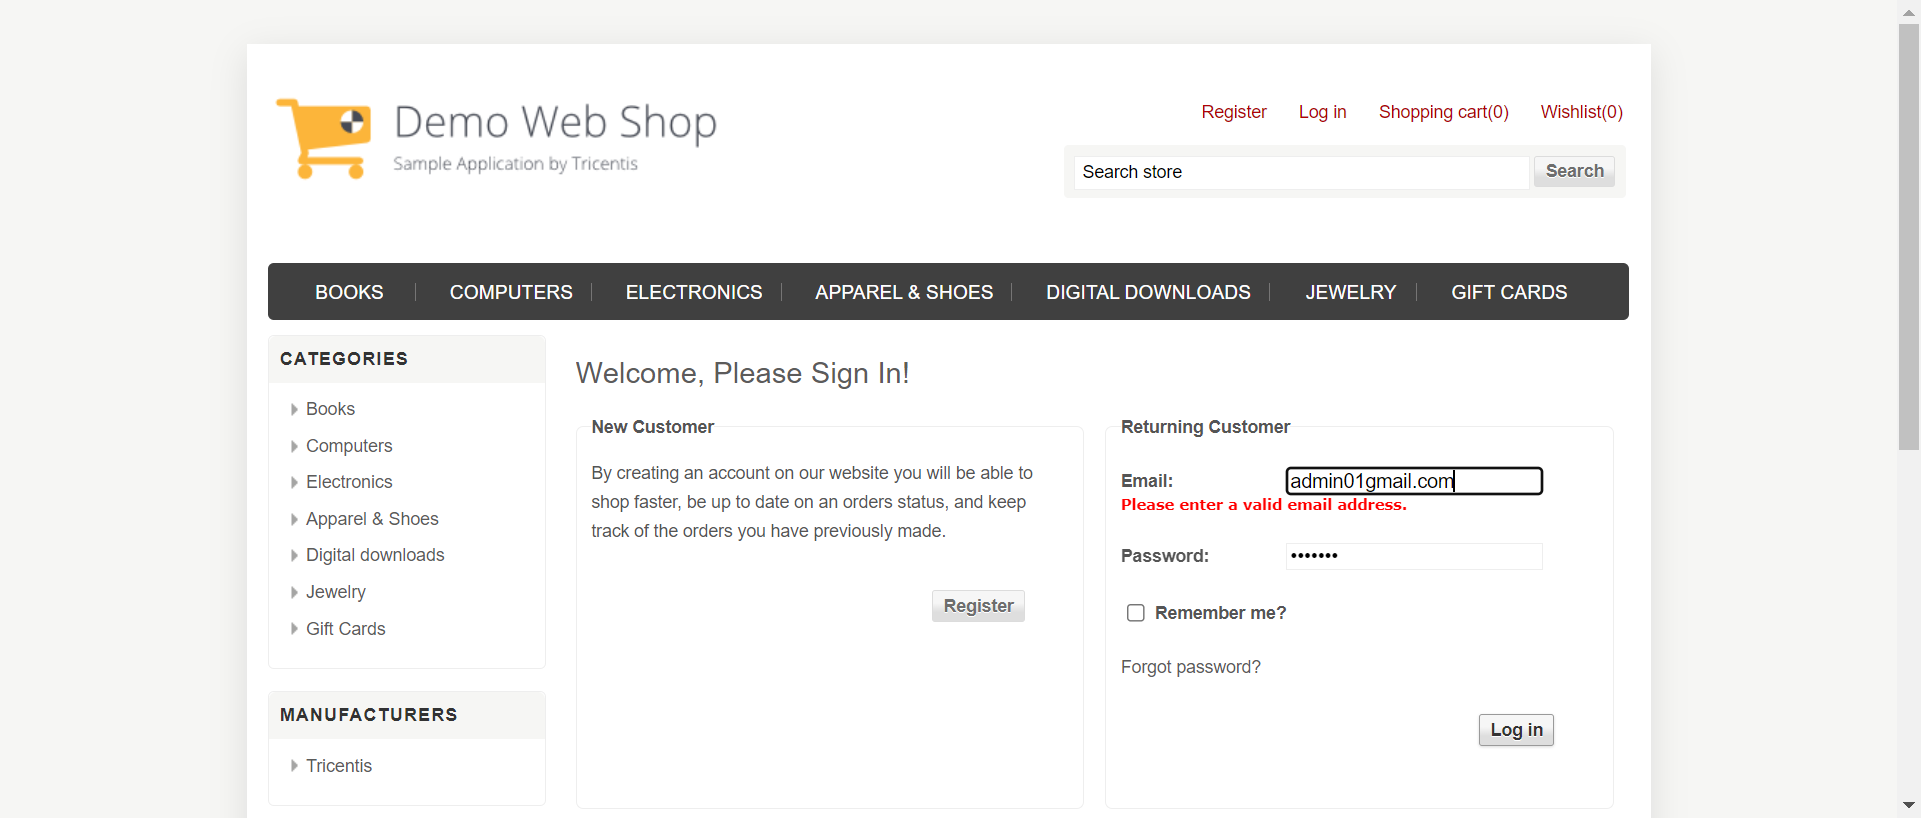 Demo Web Shop
Sample Application by Tricentis
Register Log in Shopping cart(0) Wishlist(0)
Search store Search
BOOKS COMPUTERS ELECTRONICS APPAREL & SHOES DIGITAL DOWNLOADS JEWELRY GIFT CARDS
CATEGORIES
Books
Computers
Electronics
Apparel & Shoes
Digital downloads
Jewelry
Gift Cards
MANUFACTURERS
Tricentis
Welcome, Please Sign In!
New Customer
By creating an account on our website you will be able to
shop faster, be up to date on an orders status, and keep
track of the orders you have previously made.
Register
Returning Customer
Email: admin01gmail.com
Please enter a valid email address.
Password: •••••••
Remember me?
Forgot password?
Log in